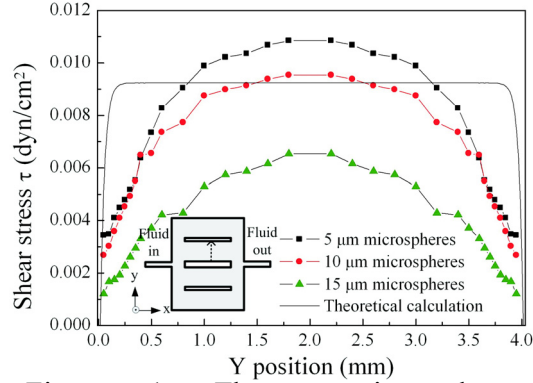 0.012
0.010
0.008
0.006
0.004
0.002
0.000
Shear stress τ (dyn/cm²)
Fluid
in
Fluid
out
y
x
5 µm microspheres
10 µm microspheres
15 µm microspheres
Theoretical calculation
0.0 0.5 1.0 1.5 2.0 2.5 3.0 3.5 4.0
Y position (mm)